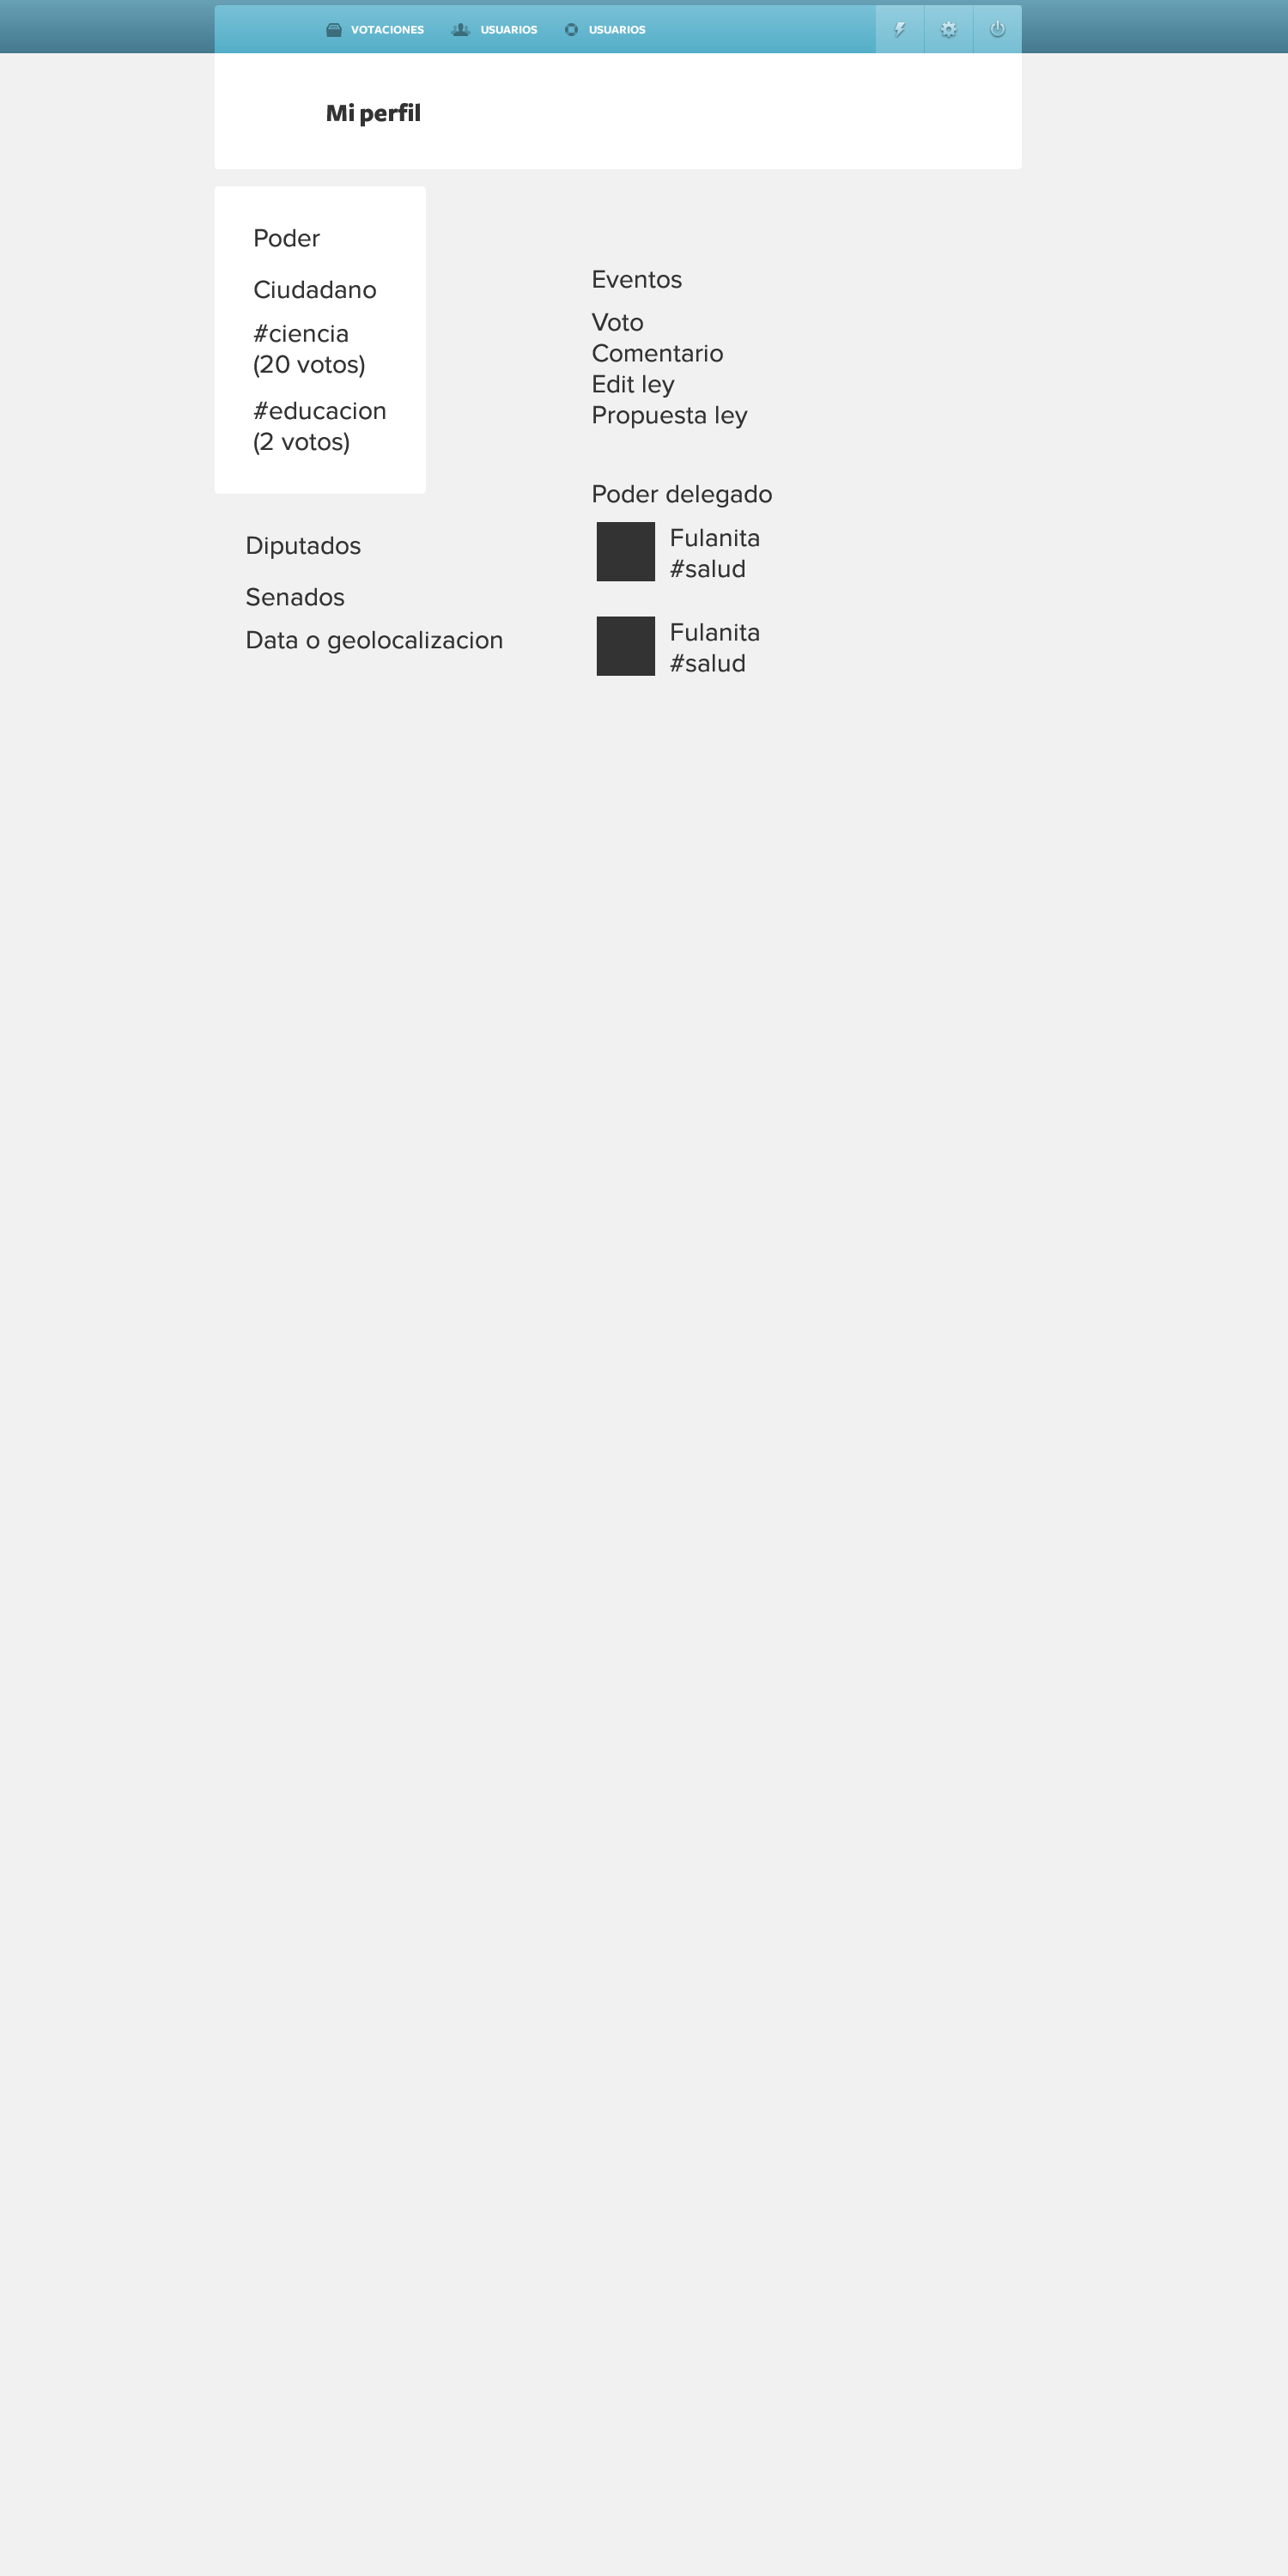 VOTACIONES USUARIOS USUARIOS
Mi perfil
Poder
Ciudadano
#ciencia
(20 votos)
#educacion
(2 votos)
Diputados
Senados
Data o geolocalizacion
Eventos
Voto
Comentario
Edit ley
Propuesta ley
Poder delegado
Fulanita
#salud
Fulanita
#salud